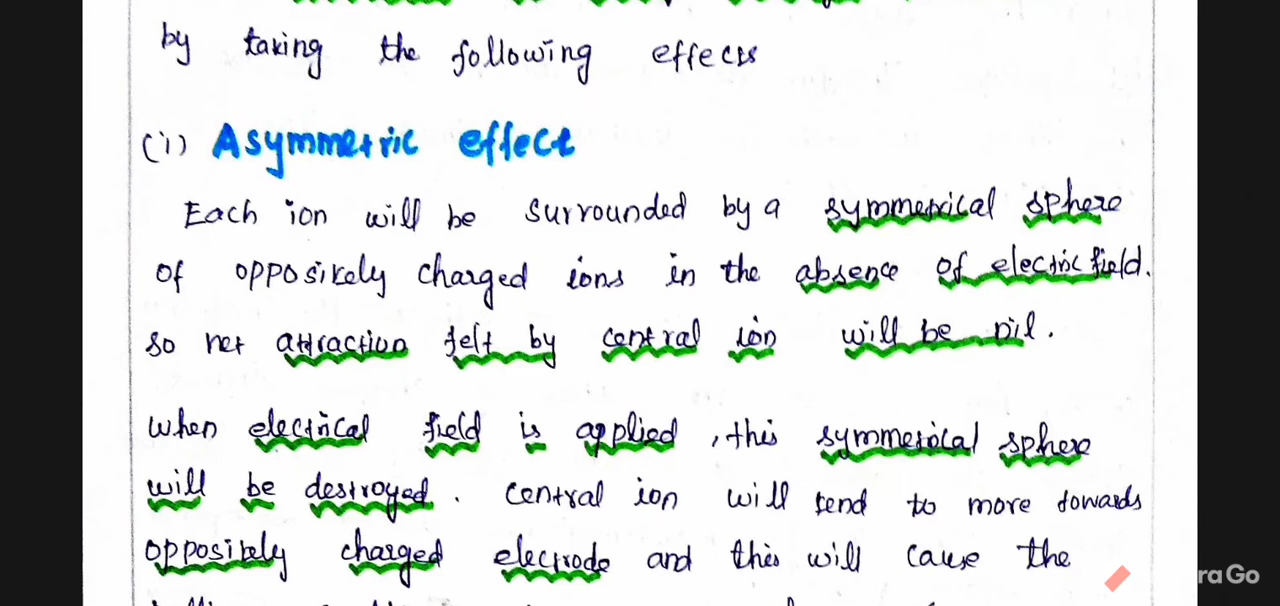 by taking the following effects
(i) Asymmetric effect
Each ion will be surrounded by a symmetrical sphere
of oppositely charged ions in the absence of electric field.
so net attraction felt by central ion will be nil.
when electrical field is applied, this symmetrical sphere
will be destroyed. central ion will tend to move towards
oppositely charged electrode and this will cause the
ra Go